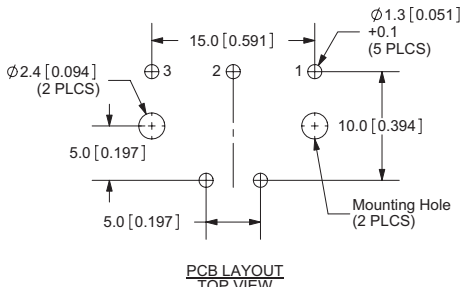 Ø1.3 [0.051]
+0.1
(5 PLCS)
15.0 [0.591]
Ø2.4 [0.094]
(2 PLCS)
3
2
1
10.0 [0.394]
5.0 [0.197]
5.0 [0.197]
Mounting Hole
(2 PLCS)
PCB LAYOUT
TOP VIEW